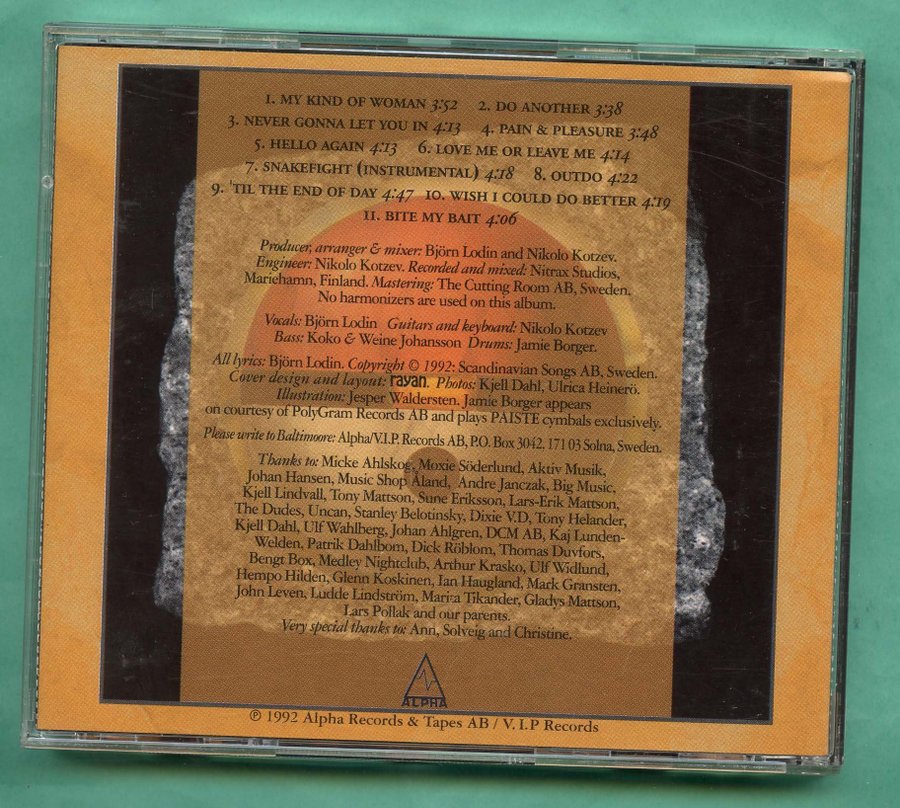 1. MY KIND OF WOMAN 3:52 2. DO ANOTHER 3:38
3. NEVER GONNA LET YOU IN 4:13 4. PAIN & PLEASURE 3:48
5. HELLO AGAIN 4:13 6. LOVE ME OR LEAVE ME 4:14
7. SNAKEFIGHT (INSTRUMENTAL) 4:18 8. OUTDO 4:22
9. 'TIL THE END OF DAY 4:47 10. WISH I COULD DO BETTER 4:19
11. BITE MY BAIT 4:06
Producer, arranger & mixer: Björn Lodin and Nikolo Kotzev.
Engineer: Nikolo Kotzev. Recorded and mixed: Nitrax Studios,
Mariehamn, Finland. Mastering: The Cutting Room AB, Sweden.
No harmonizers are used on this album.
Vocals: Björn Lodin Guitars and keyboard: Nikolo Kotzev
Bass: Koko & Weine Johansson Drums: Jamie Borger.
All lyrics: Björn Lodin. Copyright © 1992: Scandinavian Songs AB, Sweden.
Cover design and layout: rayan. Photos: Kjell Dahl, Ulrica Heinerö.
Illustration: Jesper Waldersten. Jamie Borger appears
on courtesy of PolyGram Records AB and plays PAISTE cymbals exclusively.
Please write to Baltimoore: Alpha/V.I.P. Records AB, P.O. Box 3042, 171 03 Solna, Sweden.
Thanks to: Micke Ahlskog, Moxie Söderlund, Aktiv Musik,
Johan Hansen, Music Shop Åland, Andre Janczak, Big Music,
Kjell Lindvall, Tony Mattson, Sune Eriksson, Lars-Erik Mattson,
The Dudes, Uncan, Stanley Belotinsky, Dixie V.D, Tony Helander,
Kjell Dahl, Ulf Wahlberg, Johan Ahlgren, DCM AB, Kaj Lunden-
Welden, Patrik Dahlbom, Dick Röblom, Thomas Duvfors,
Bengt Box, Medley Nightclub, Arthur Krasko, Ulf Widlund,
Hempo Hilden, Glenn Koskinen, Ian Haugland, Mark Gransten,
John Leven, Ludde Lindström, Mariza Tikander, Gladys Mattson,
Lars Pollak and our parents.
Very special thanks to: Ann, Solveig and Christine.
ALPHA
℗ 1992 Alpha Records & Tapes AB / V.I.P Records